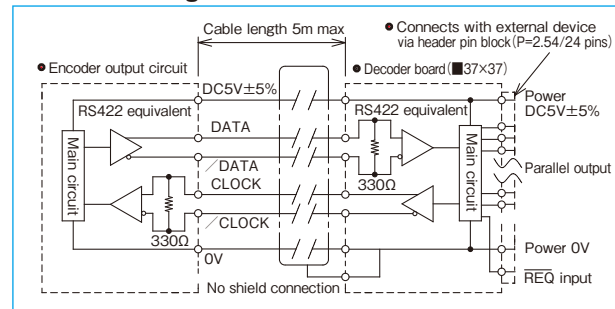 Cable length 5m max
● Connects with external device
via header pin block (P=2.54/24 pins)
● Encoder output circuit
● Decoder board (■37×37)
DC5V±5%
RS422 equivalent
RS422 equivalent
Power
DC5V±5%
DATA
/DATA
Main circuit
Main circuit
330Ω
Parallel output
CLOCK
/CLOCK
330Ω
0V
Power 0V
REQ input
No shield connection